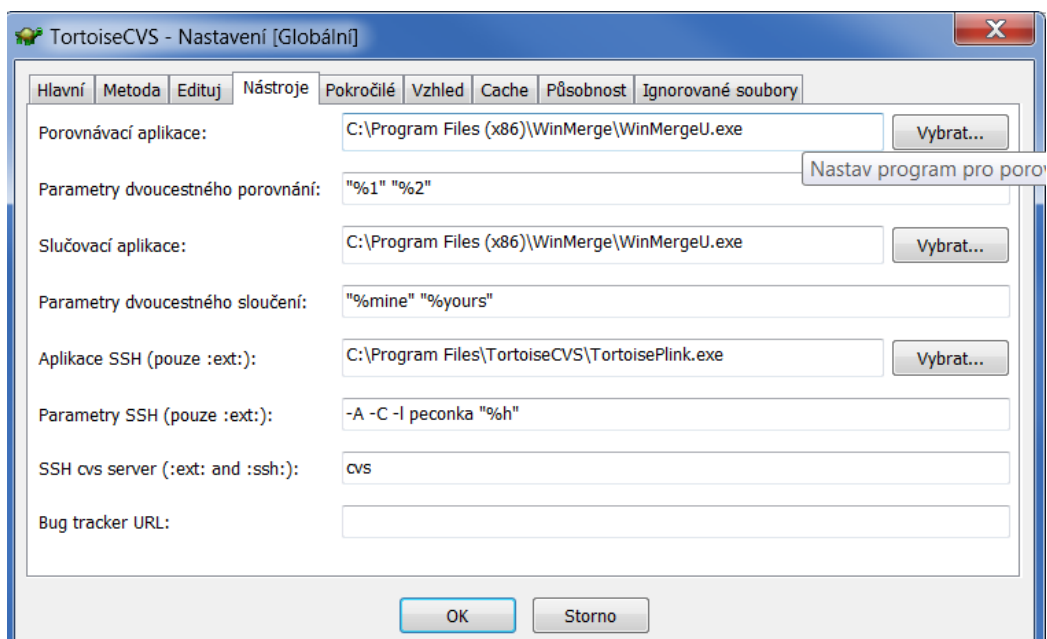 TortoiseCVS - Nastavení [Globální]
Hlavní Metoda Edituj Nástroje Pokročilé Vzhled Cache Působnost Ignorované soubory
Porovnávací aplikace: C:\Program Files (x86)\WinMerge\WinMergeU.exe Vybrat...
Nastav program pro porov
Parametry dvoucestného porovnání: "%1" "%2"
Slučovací aplikace: C:\Program Files (x86)\WinMerge\WinMergeU.exe Vybrat...
Parametry dvoucestného sloučení: "%mine" "%yours"
Aplikace SSH (pouze :ext:): C:\Program Files\TortoiseCVS\TortoisePlink.exe Vybrat...
Parametry SSH (pouze :ext:): -A -C -l peconka "%h"
SSH cvs server (:ext: and :ssh:): cvs
Bug tracker URL:
OK Storno